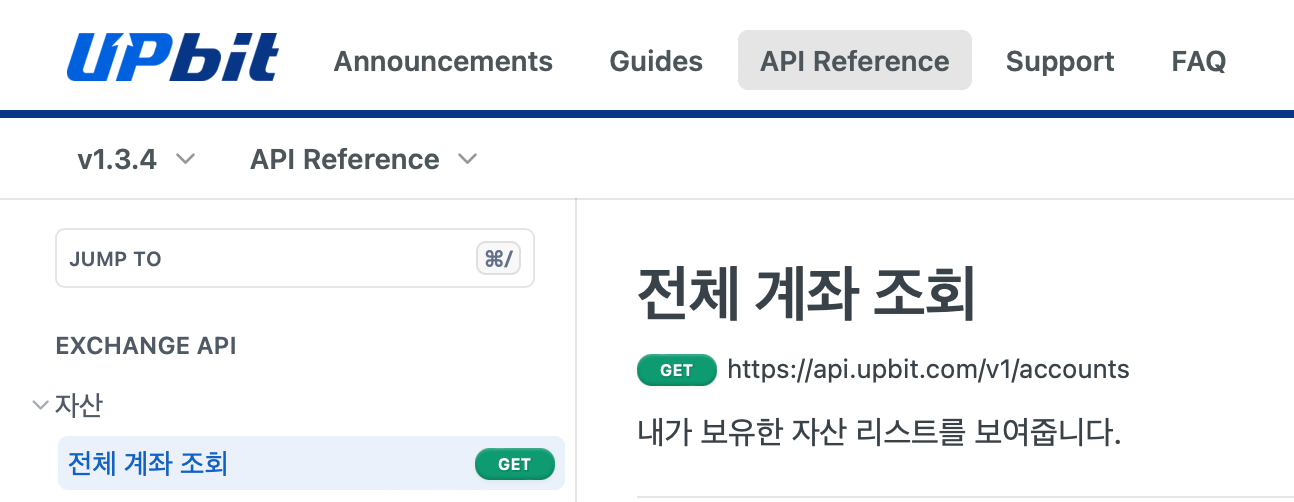 UPbit Announcements Guides API Reference Support FAQ
v1.3.4 API Reference
JUMP TO ⌘/
전체 계좌 조회
EXCHANGE API
GET https://api.upbit.com/v1/accounts
자산
내가 보유한 자산 리스트를 보여줍니다.
전체 계좌 조회 GET